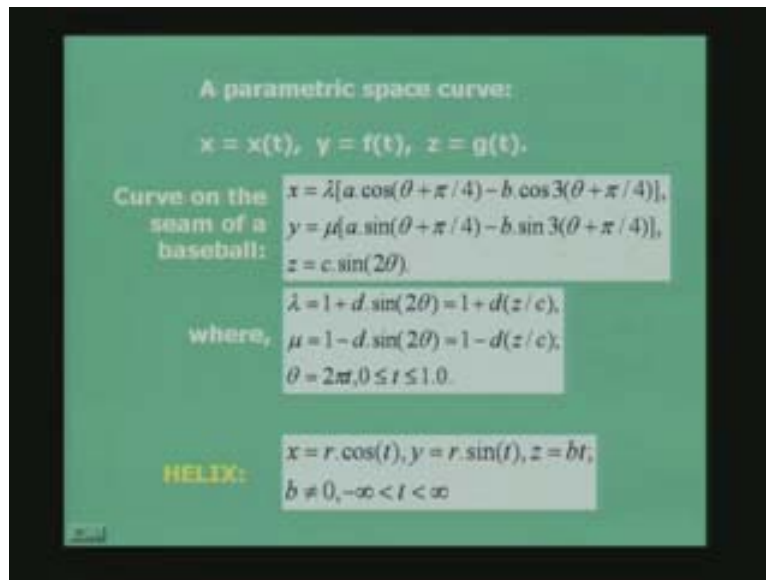 A parametric space curve:
x = x(t), y = f(t), z = g(t).
Curve on the seam of a baseball:
x = λ[a.cos(θ + π/4) − b.cos3(θ + π/4)],
y = μ[a.sin(θ + π/4) − b.sin3(θ + π/4)],
z = c.sin(2θ).
where,
λ = 1 + d.sin(2θ) = 1 + d(z/c),
μ = 1 − d.sin(2θ) = 1 − d(z/c);
θ = 2πt, 0 ≤ t ≤ 1.0.
HELIX:
x = r.cos(t), y = r.sin(t), z = bt;
b ≠ 0, −∞ < t < ∞